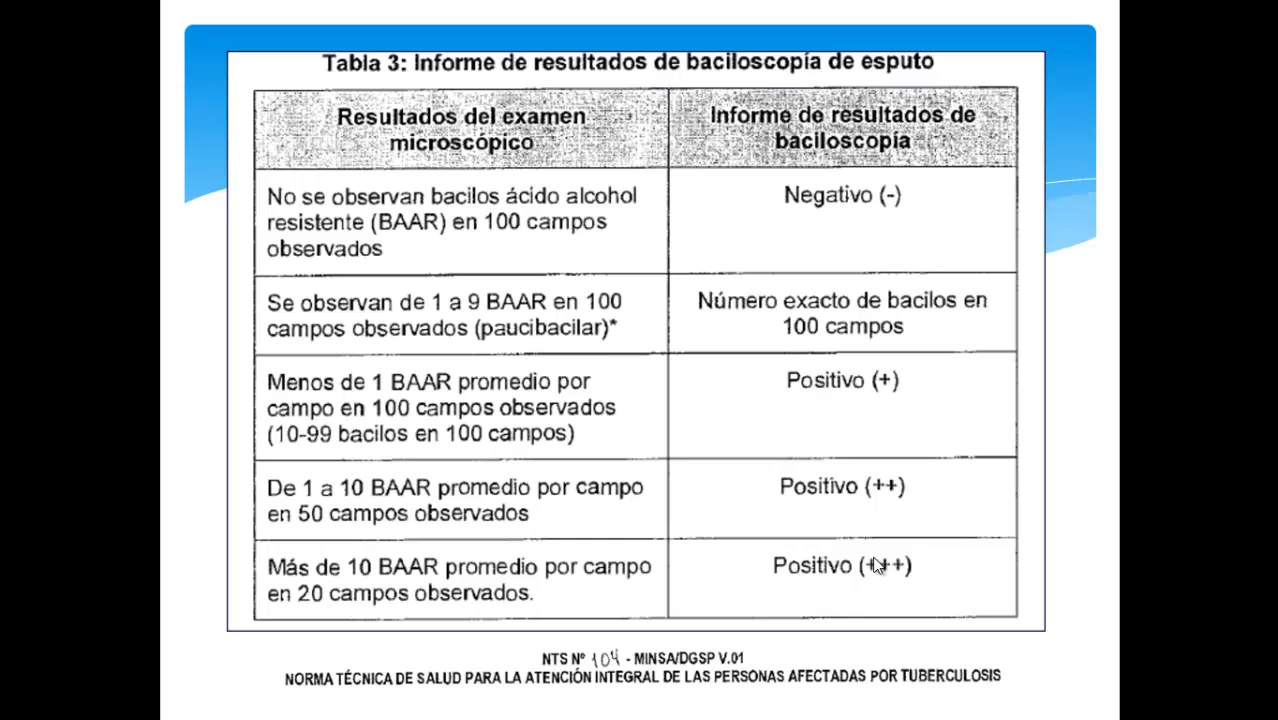 Tabla 3: Informe de resultados de baciloscopía de esputo
Resultados del examen
microscópico
Informe de resultados de
baciloscopía
No se observan bacilos ácido alcohol
resistente (BAAR) en 100 campos
observados
Negativo (-)
Se observan de 1 a 9 BAAR en 100
campos observados (paucibacilar)*
Número exacto de bacilos en
100 campos
Menos de 1 BAAR promedio por
campo en 100 campos observados
(10-99 bacilos en 100 campos)
Positivo (+)
De 1 a 10 BAAR promedio por campo
en 50 campos observados
Positivo (++)
Más de 10 BAAR promedio por campo
en 20 campos observados.
Positivo (+++)
NTS Nº 104 - MINSA/DGSP V.01
NORMA TÉCNICA DE SALUD PARA LA ATENCIÓN INTEGRAL DE LAS PERSONAS AFECTADAS POR TUBERCULOSIS